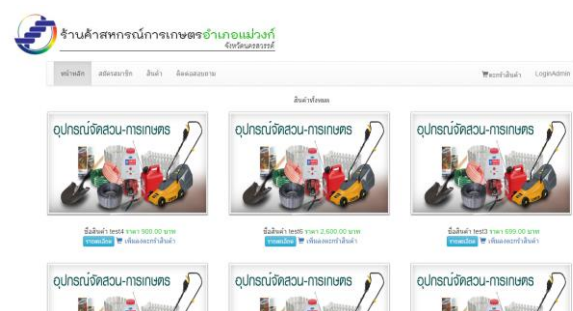 ร้านค้าสหกรณ์การเกษตรอำเภอแม่วงก์
จังหวัดนครสวรรค์
หน้าหลัก สมัครสมาชิก สินค้า ติดต่อสอบถาม ตะกร้าสินค้า LoginAdmin
สินค้าทั้งหมด
อุปกรณ์จัดสวน-การเกษตร อุปกรณ์จัดสวน-การเกษตร อุปกรณ์จัดสวน-การเกษตร
ชื่อสินค้า test4 ราคา 900.00 บาท ชื่อสินค้า test6 ราคา 2,600.00 บาท ชื่อสินค้า test3 ราคา 699.00 บาท
รายละเอียด เพิ่มลงตะกร้าสินค้า รายละเอียด เพิ่มลงตะกร้าสินค้า รายละเอียด เพิ่มลงตะกร้าสินค้า
อุปกรณ์จัดสวน-การเกษตร อุปกรณ์จัดสวน-การเกษตร อุปกรณ์จัดสวน-การเกษตร